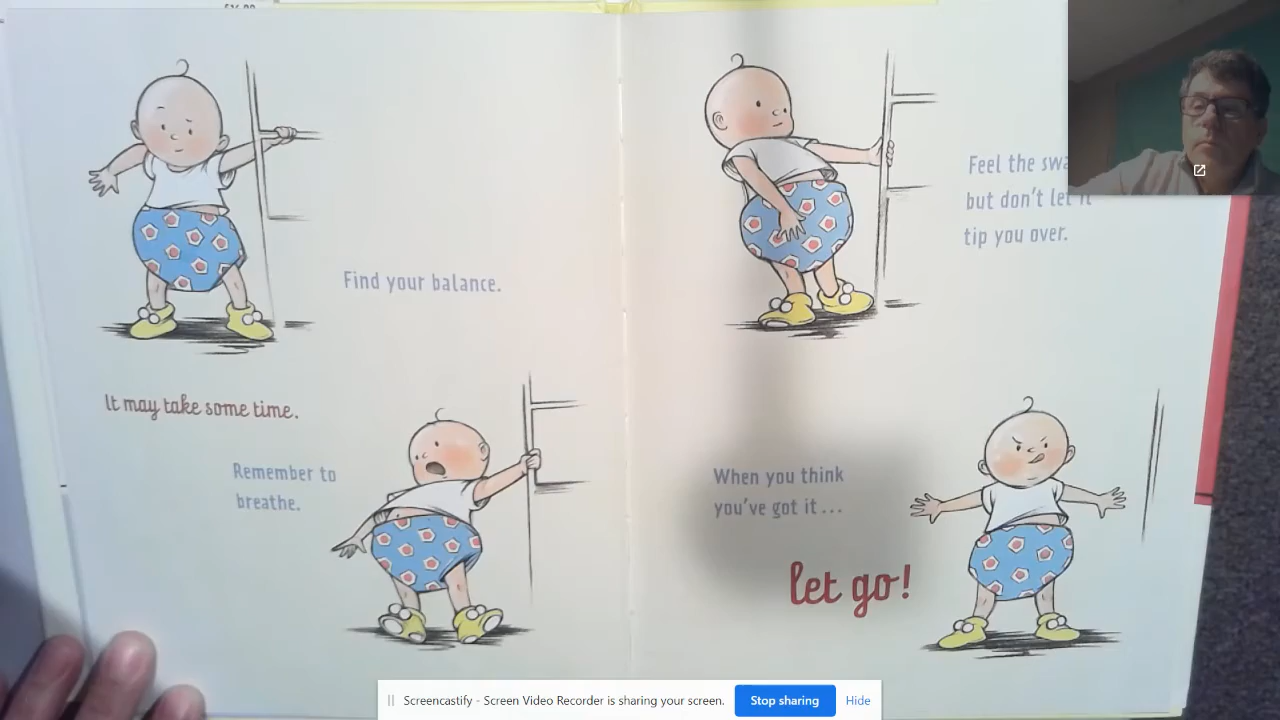 Find your balance.
It may take some time.
Remember to
breathe.
Feel the
but don't let it
tip you over.
When you think
you've got it...
let go!
Screencastify - Screen Video Recorder is sharing your screen.
Stop sharing
Hide